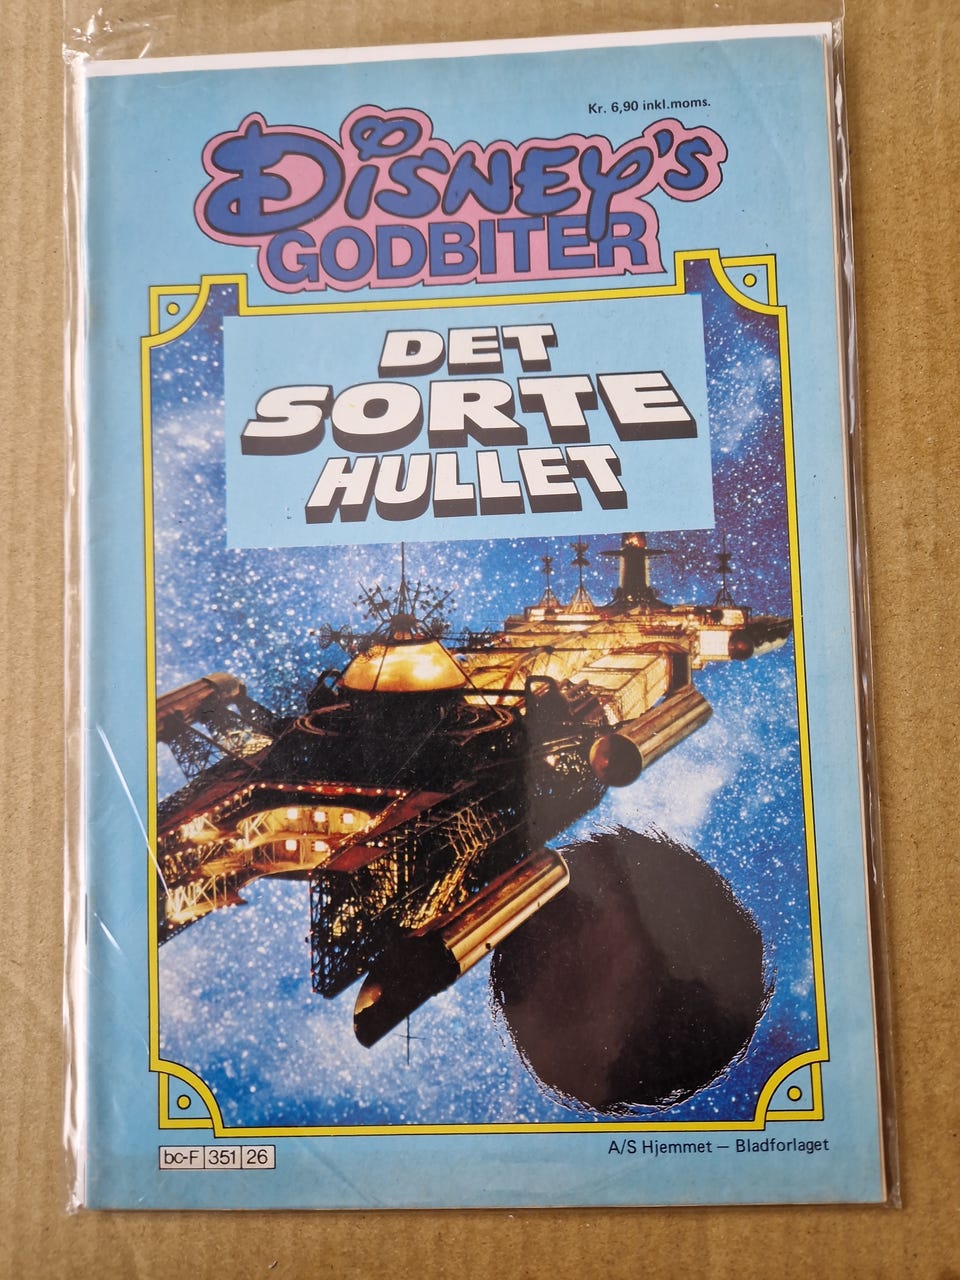 Kr. 6,90 inkl.moms.
DISNEY'S
GODBITER
DET
SORTE
HULLET
A/S Hjemmet — Bladforlaget
bc-F 351 26